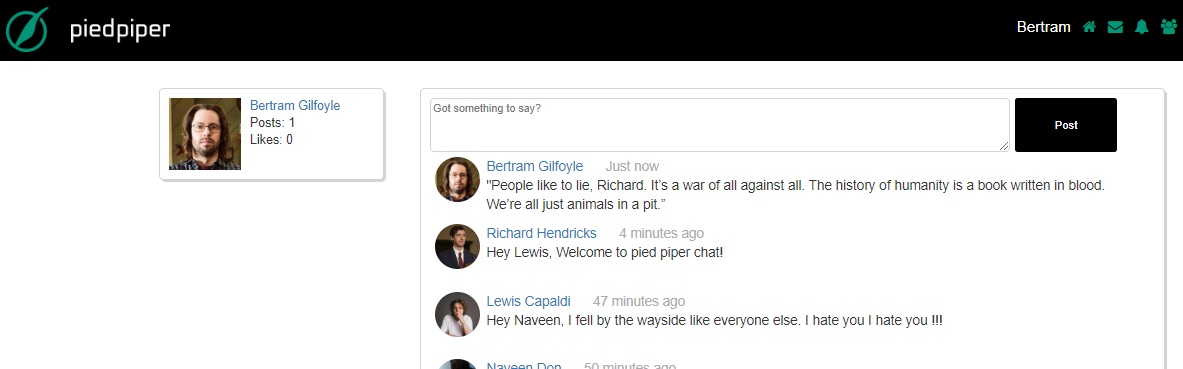 piedpiper
Bertram
Bertram Gilfoyle
Posts: 1
Likes: 0
Got something to say?
Post
Bertram Gilfoyle Just now
"People like to lie, Richard. It’s a war of all against all. The history of humanity is a book written in blood.
We’re all just animals in a pit.”
Richard Hendricks 4 minutes ago
Hey Lewis, Welcome to pied piper chat!
Lewis Capaldi 47 minutes ago
Hey Naveen, I fell by the wayside like everyone else. I hate you I hate you !!!
Naveen Don 50 minutes ago